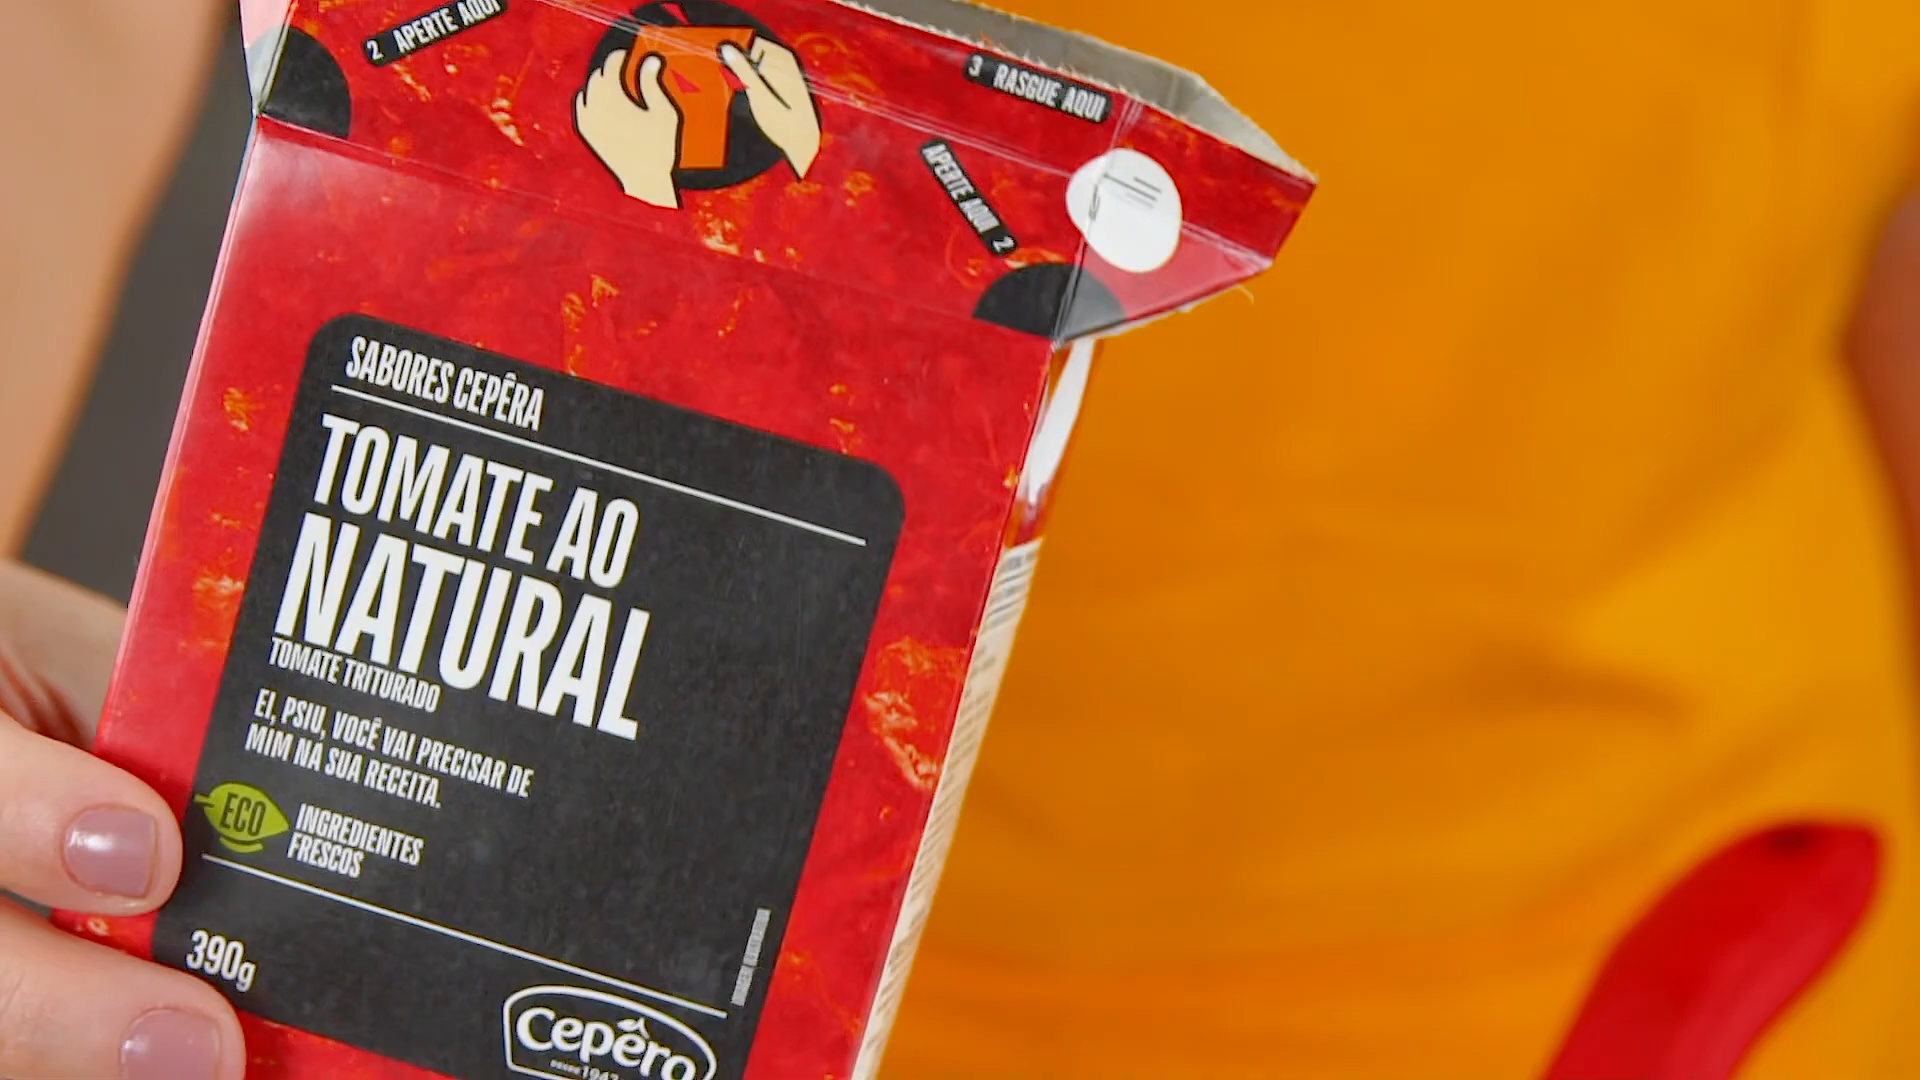 2 APERTE AQUI
3 RASGUE AQUI
APERTE AQUI 2
SABORES CEPÊRA
TOMATE AO
NATURAL
TOMATE TRITURADO
EI, PSIU, VOCÊ VAI PRECISAR DE
MIM NA SUA RECEITA.
ECO
INGREDIENTES
FRESCOS
390g
Cepêra